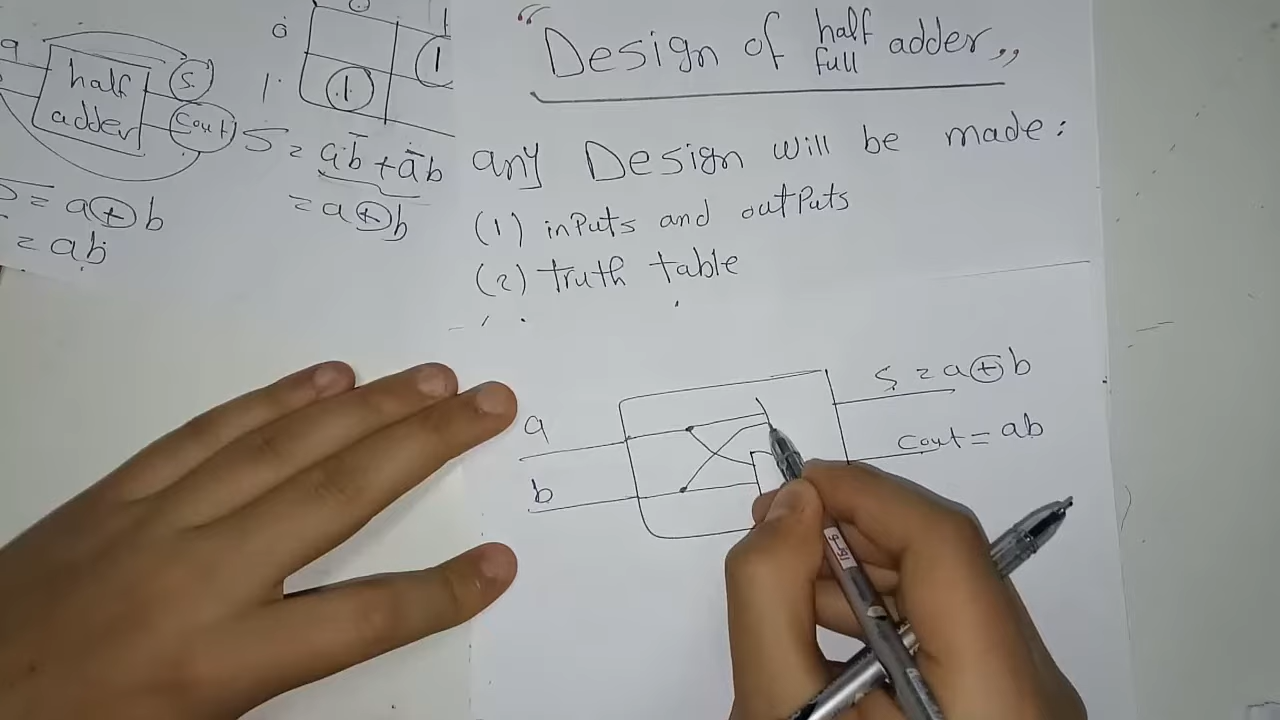 "Design of half full adder"
any Design will be made:
(1) inputs and outputs
(2) truth table
a
half adder
S
Cout
S = a ⊕ b
= ab
0
1
1
1
1
S = ab̄ + āb
= a ⊕ b
a
b
S = a ⊕ b
Cout = ab